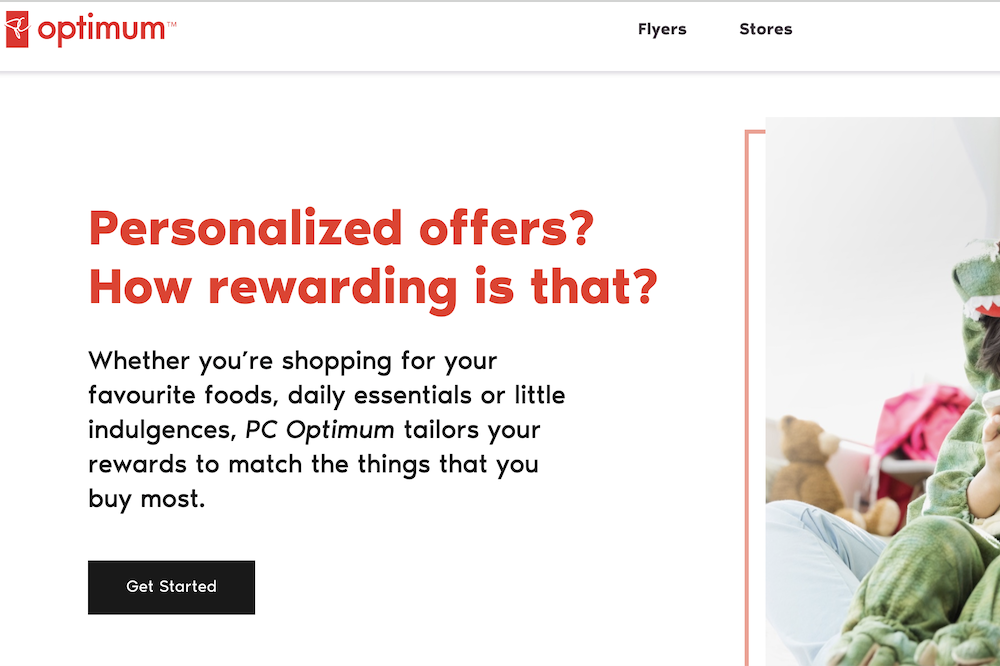 optimum™
Flyers
Stores
Personalized offers?
How rewarding is that?
Whether you’re shopping for your
favourite foods, daily essentials or little
indulgences, PC Optimum tailors your
rewards to match the things that you
buy most.
Get Started